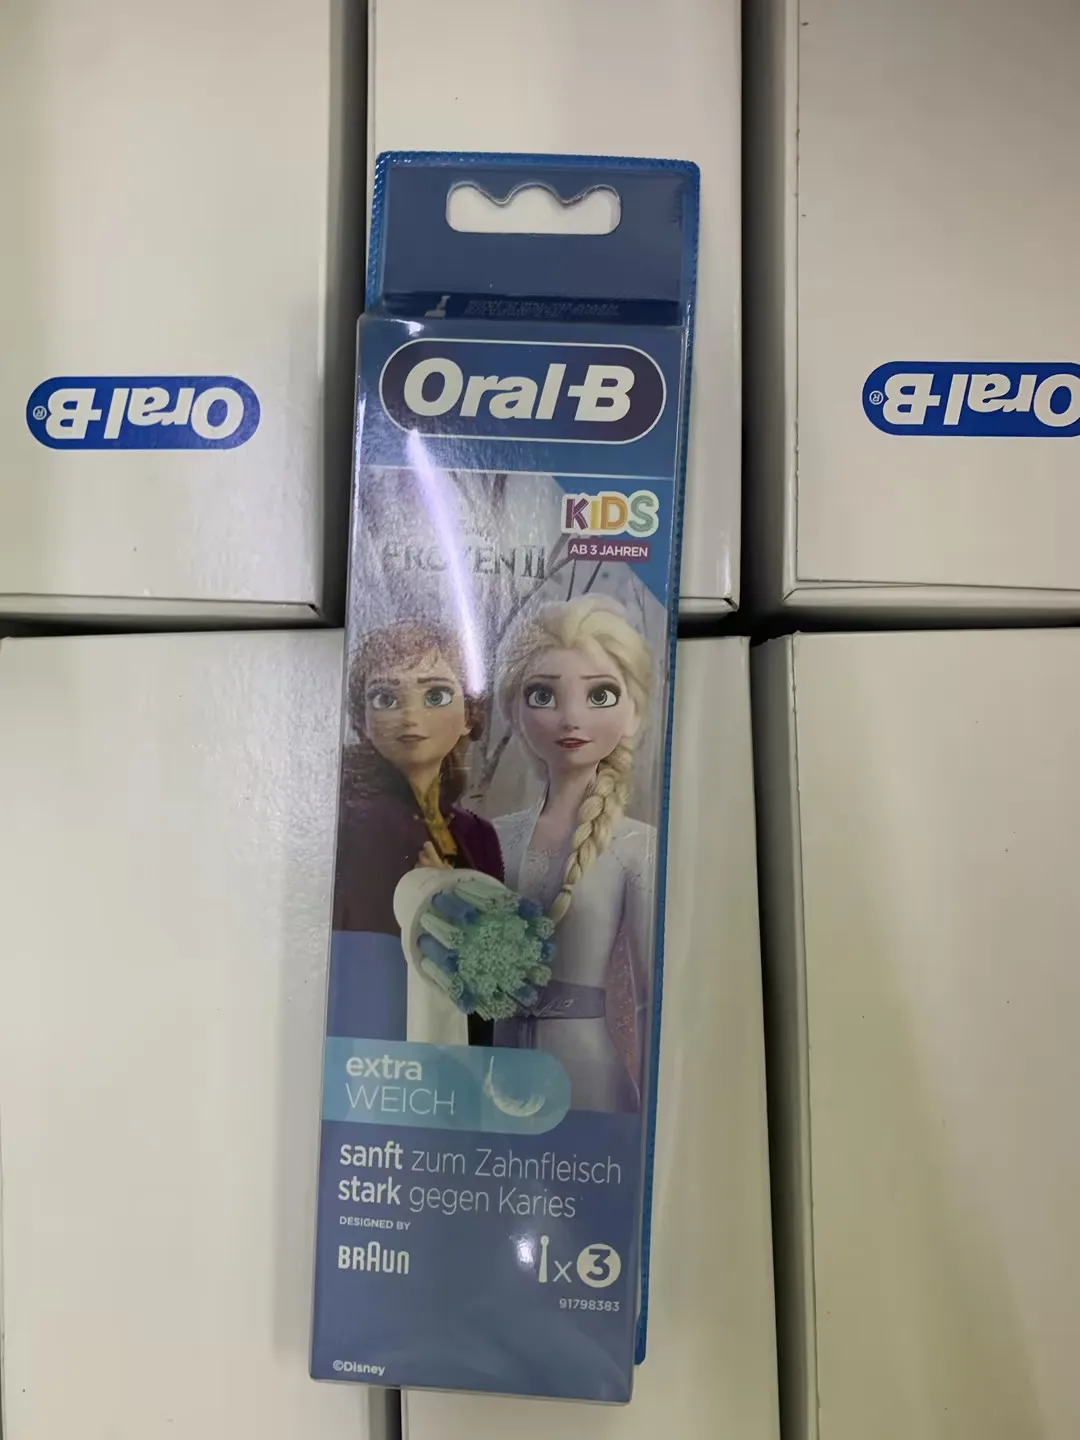 Oral-B
KIDS
AB 3 JAHREN
FROZEN II
extra
WEICH
sanft zum Zahnfleisch
stark gegen Karies
DESIGNED BY
BRAUN
x 3
91798383
©Disney
Oral-B®
Oral-B®